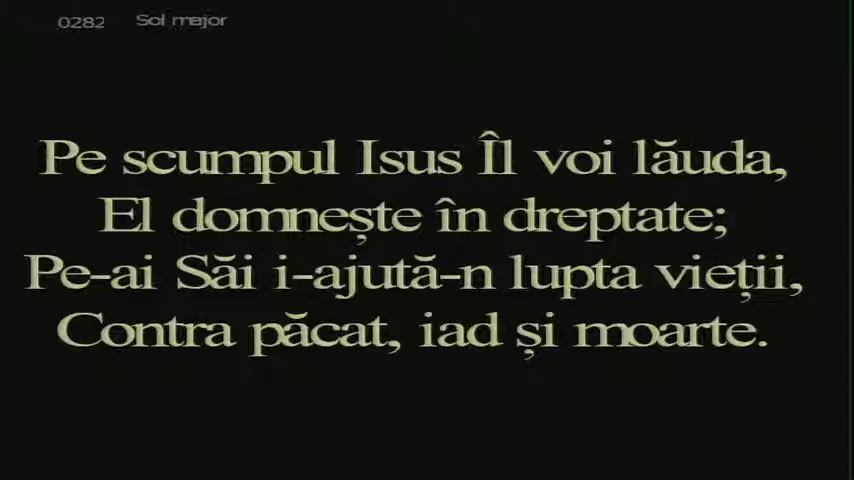 0282 Sol major
Pe scumpul Isus Îl voi lăuda,
El domnește în dreptate;
Pe-ai Săi i-ajută-n lupta vieții,
Contra păcat, iad și moarte.